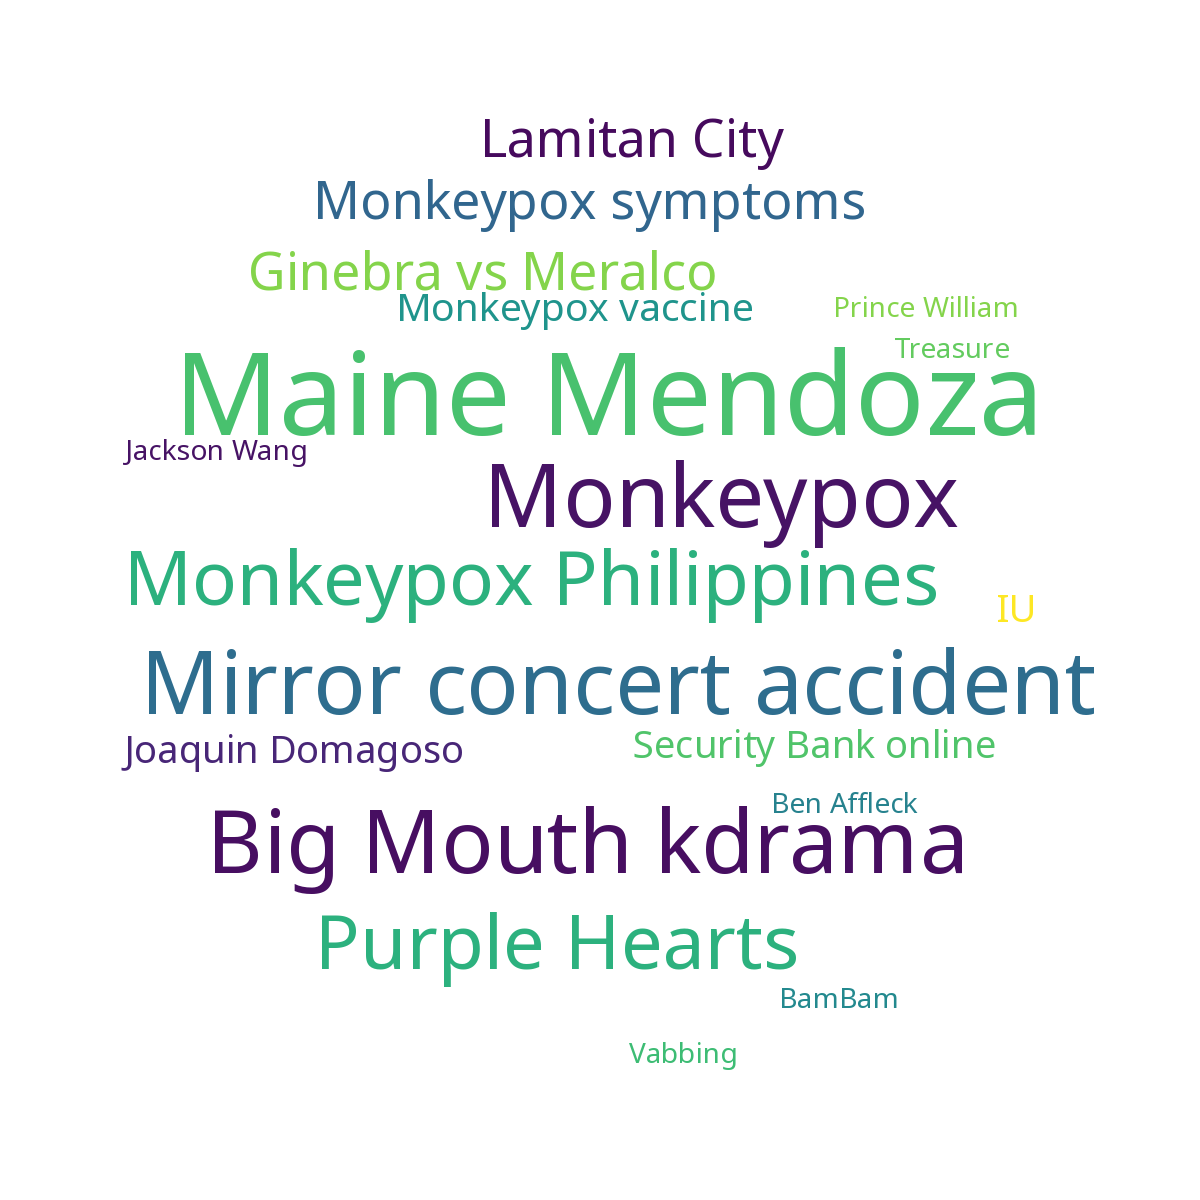 Lamitan City
Monkeypox symptoms
Ginebra vs Meralco
Monkeypox vaccine
Prince William
Treasure
Maine Mendoza
Jackson Wang
Monkeypox
Monkeypox Philippines
IU
Mirror concert accident
Joaquin Domagoso
Security Bank online
Ben Affleck
Big Mouth kdrama
Purple Hearts
BamBam
Vabbing